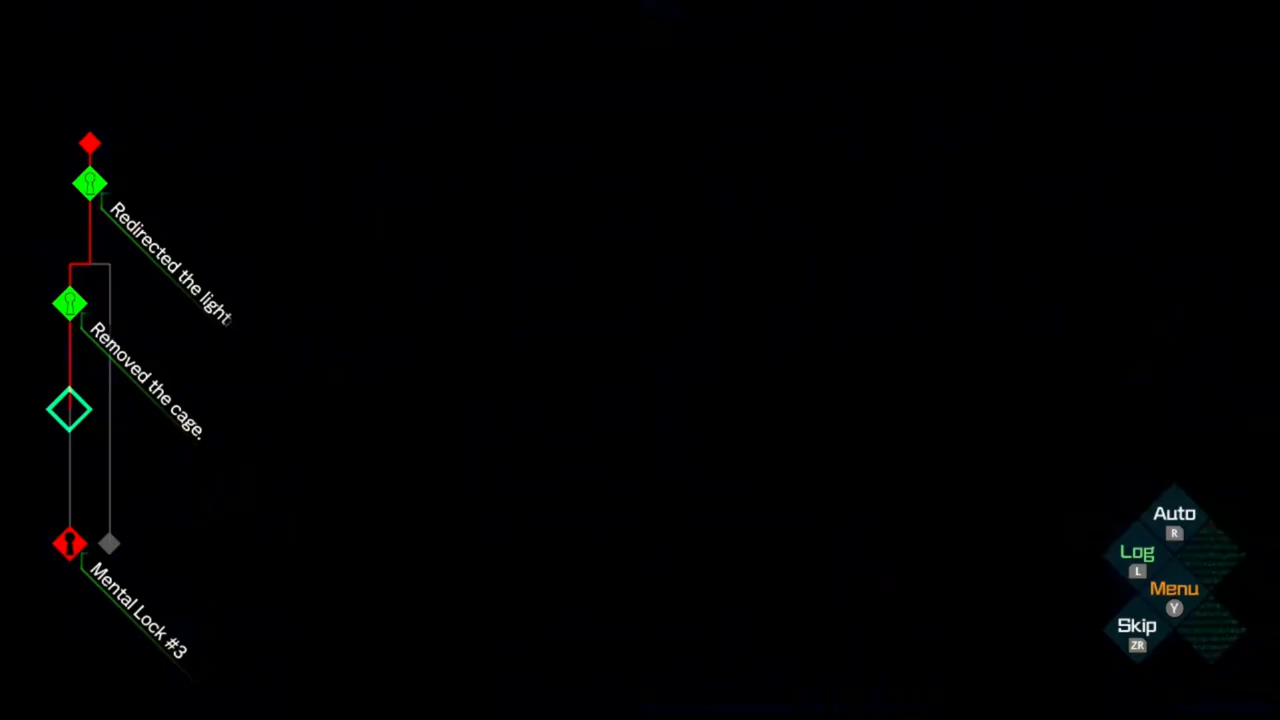 Redirected the light.
Removed the cage.
Mental Lock #3
Auto
R
Log
L
Menu
Y
Skip
ZR